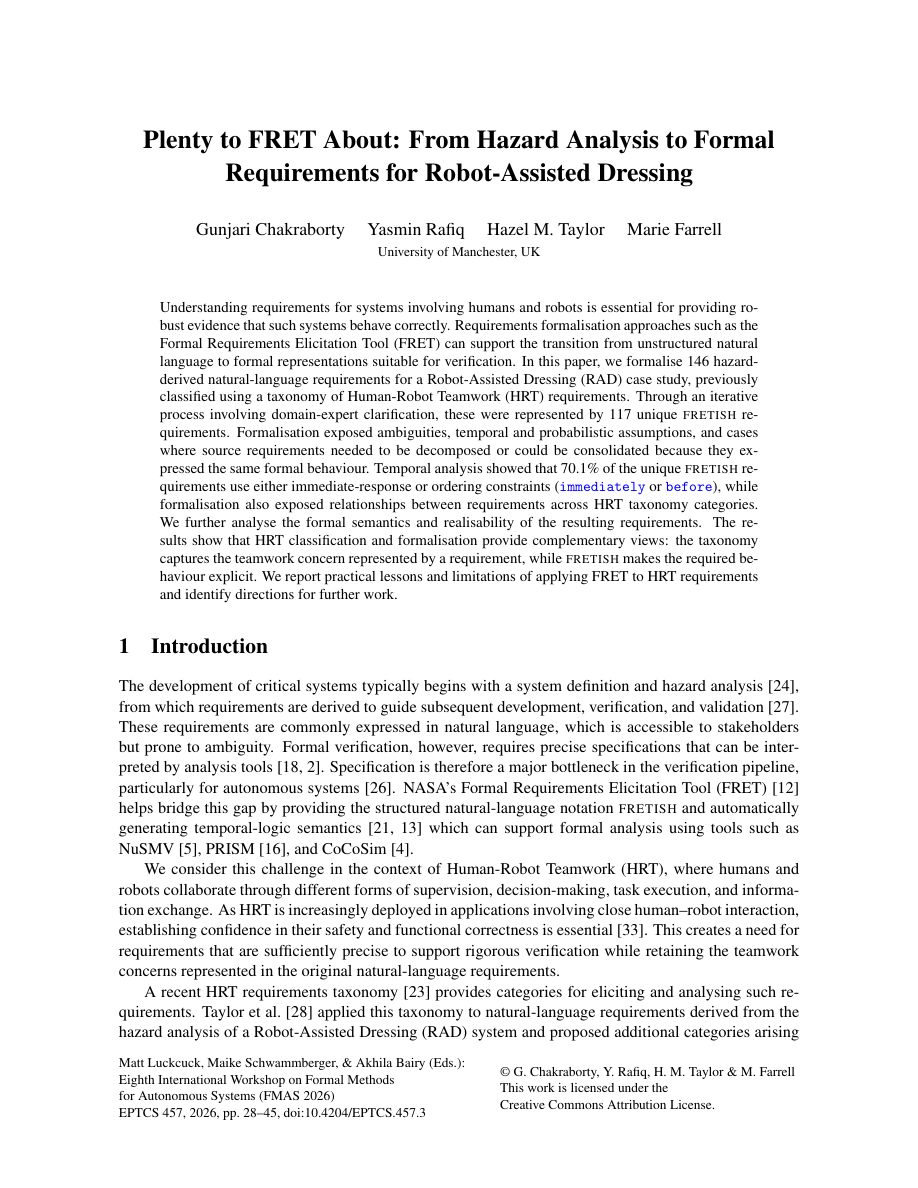 Plenty to FRET About: From Hazard Analysis to Formal
Requirements for Robot-Assisted Dressing
Gunjari Chakraborty Yasmin Rafiq Hazel M. Taylor Marie Farrell
University of Manchester, UK
Understanding requirements for systems involving humans and robots is essential for providing ro-
bust evidence that such systems behave correctly. Requirements formalisation approaches such as the
Formal Requirements Elicitation Tool (FRET) can support the transition from unstructured natural
language to formal representations suitable for verification. In this paper, we formalise 146 hazard-
derived natural-language requirements for a Robot-Assisted Dressing (RAD) case study, previously
classified using a taxonomy of Human-Robot Teamwork (HRT) requirements. Through an iterative
process involving domain-expert clarification, these were represented by 117 unique FRETISH re-
quirements. Formalisation exposed ambiguities, temporal and probabilistic assumptions, and cases
where source requirements needed to be decomposed or could be consolidated because they ex-
pressed the same formal behaviour. Temporal analysis showed that 70.1% of the unique FRETISH re-
quirements use either immediate-response or ordering constraints (immediately or before), while
formalisation also exposed relationships between requirements across HRT taxonomy categories.
We further analyse the formal semantics and realisability of the resulting requirements. The re-
sults show that HRT classification and formalisation provide complementary views: the taxonomy
captures the teamwork concern represented by a requirement, while FRETISH makes the required be-
haviour explicit. We report practical lessons and limitations of applying FRET to HRT requirements
and identify directions for further work.
1 Introduction
The development of critical systems typically begins with a system definition and hazard analysis [24],
from which requirements are derived to guide subsequent development, verification, and validation [27].
These requirements are commonly expressed in natural language, which is accessible to stakeholders
but prone to ambiguity. Formal verification, however, requires precise specifications that can be inter-
preted by analysis tools [18, 2]. Specification is therefore a major bottleneck in the verification pipeline,
particularly for autonomous systems [26]. NASA's Formal Requirements Elicitation Tool (FRET) [12]
helps bridge this gap by providing the structured natural-language notation FRETISH and automatically
generating temporal-logic semantics [21, 13] which can support formal analysis using tools such as
NuSMV [5], PRISM [16], and CoCoSim [4].
We consider this challenge in the context of Human-Robot Teamwork (HRT), where humans and
robots collaborate through different forms of supervision, decision-making, task execution, and informa-
tion exchange. As HRT is increasingly deployed in applications involving close human–robot interaction,
establishing confidence in their safety and functional correctness is essential [33]. This creates a need for
requirements that are sufficiently precise to support rigorous verification while retaining the teamwork
concerns represented in the original natural-language requirements.
A recent HRT requirements taxonomy [23] provides categories for eliciting and analysing such re-
quirements. Taylor et al. [28] applied this taxonomy to natural-language requirements derived from the
hazard analysis of a Robot-Assisted Dressing (RAD) system and proposed additional categories arising
Matt Luckcuck, Maike Schwammberger, & Akhila Bairy (Eds.):
Eighth International Workshop on Formal Methods
for Autonomous Systems (FMAS 2026)
EPTCS 457, 2026, pp. 28–45, doi:10.4204/EPTCS.457.3
© G. Chakraborty, Y. Rafiq, H. M. Taylor & M. Farrell
This work is licensed under the
Creative Commons Attribution License.